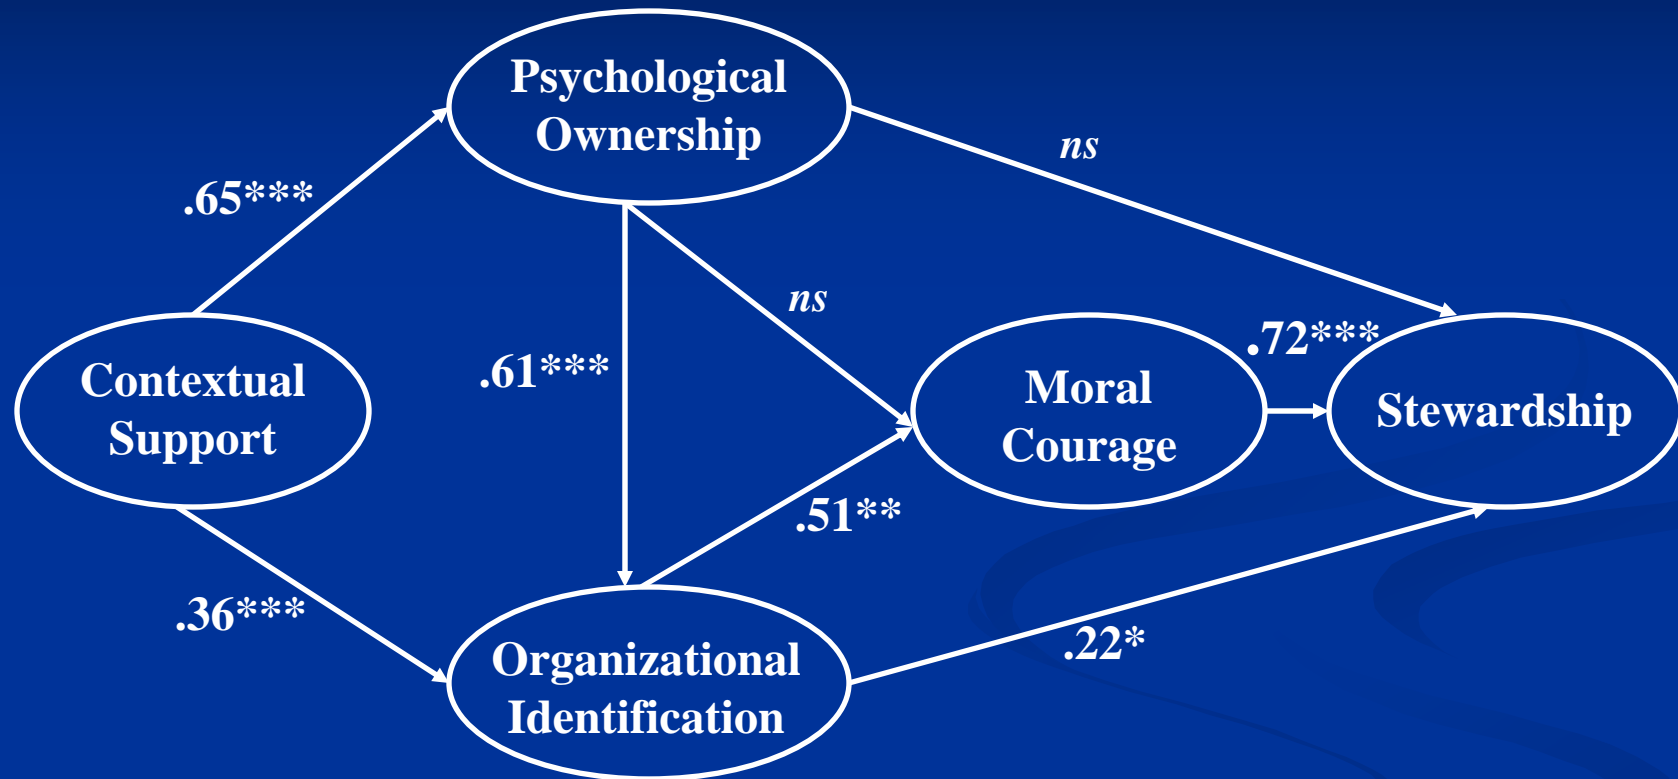 Psychological
Ownership
ns
.65***
ns
.72***
.61***
Contextual
Support
Moral
Courage
Stewardship
.51**
.36***
.22*
Organizational
Identification